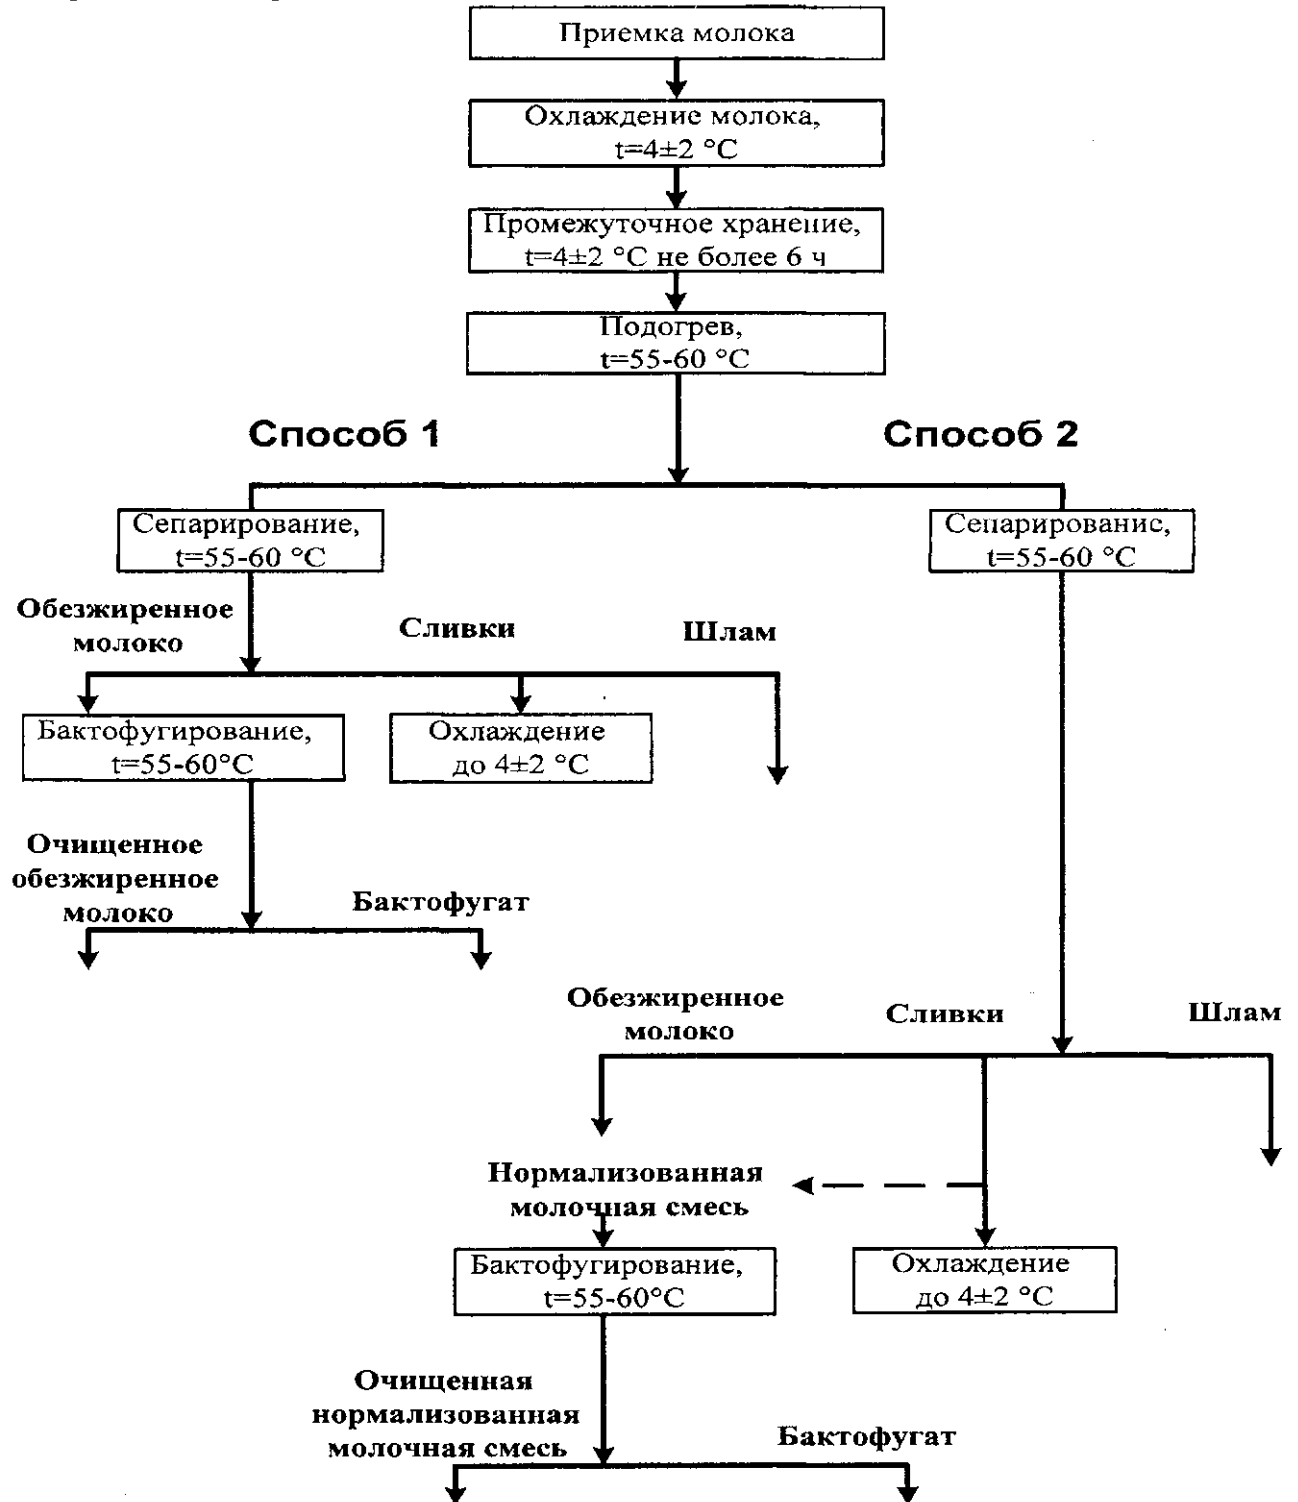 Приемка молока
Охлаждение молока,
t=4±2 °C
Промежуточное хранение,
t=4±2 °C не более 6 ч
Подогрев,
t=55-60 °C
Способ 1
Способ 2
Сепарирование,
t=55-60 °C
Сепарирование,
t=55-60 °C
Обезжиренное
молоко
Сливки
Шлам
Бактофугирование,
t=55-60°C
Охлаждение
до 4±2 °C
Очищенное
обезжиренное
молоко
Бактофугат
Обезжиренное
молоко
Сливки
Шлам
Нормализованная
молочная смесь
Бактофугирование,
t=55-60°C
Охлаждение
до 4±2 °C
Очищенная
нормализованная
молочная смесь
Бактофугат